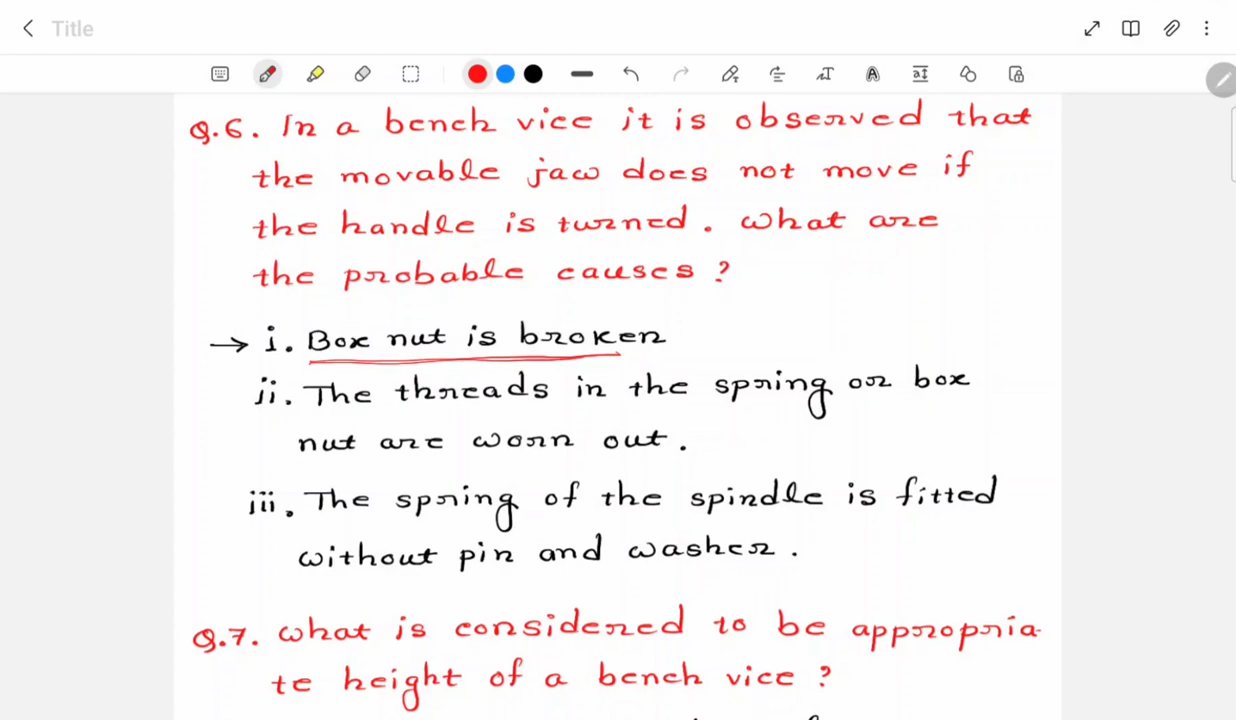 Title
Q.6. In a bench vice it is observed that
the movable jaw does not move if
the handle is turned. What are
the probable causes?
→ i. Box nut is broken
ii. The threads in the spring or box
nut are worn out.
iii. The spring of the spindle is fitted
without pin and washer.
Q.7. What is considered to be appropria-
te height of a bench vice?